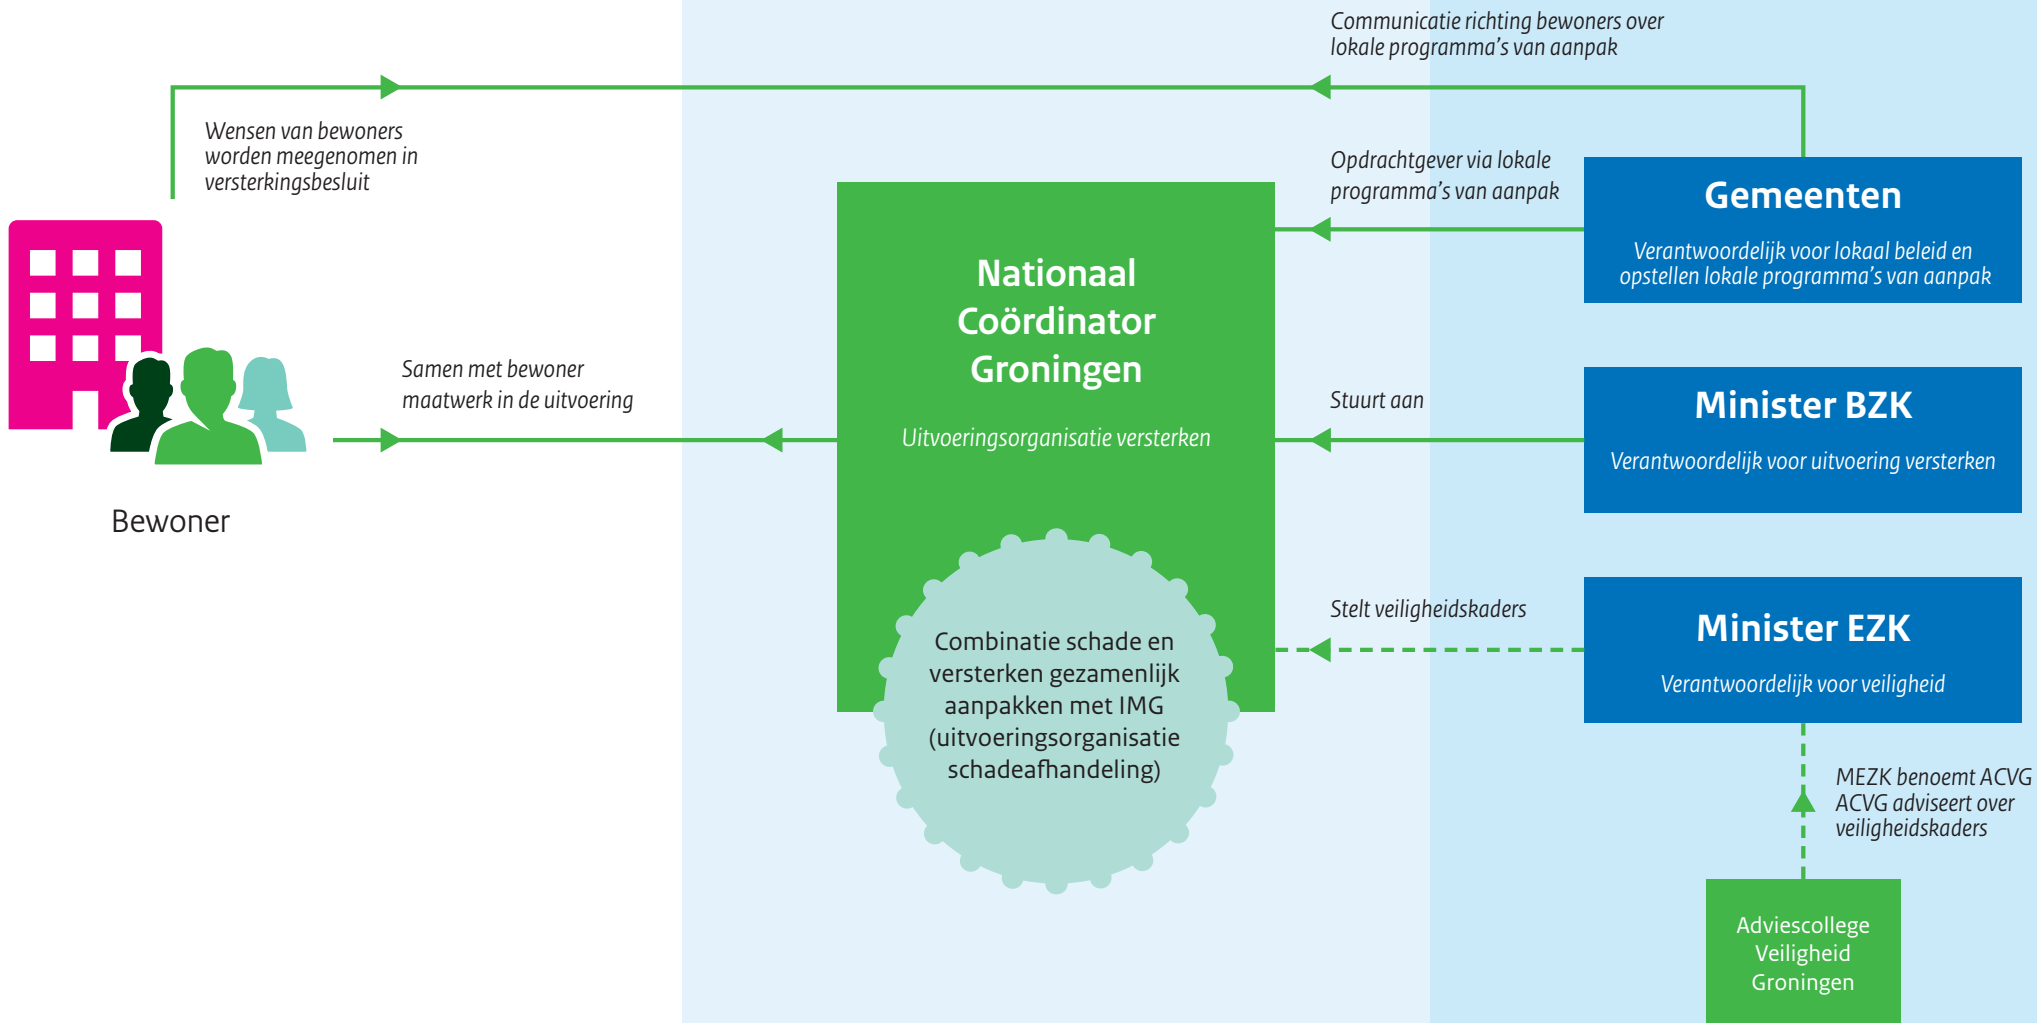 Communicatie richting bewoners over
lokale programma's van aanpak
Wensen van bewoners
worden meegenomen in
versterkingsbesluit
Opdrachtgever via lokale
programma's van aanpak
Gemeenten
Verantwoordelijk voor lokaal beleid en
opstellen lokale programma's van aanpak
Nationaal
Coördinator
Groningen
Uitvoeringsorganisatie versterken
Samen met bewoner
maatwerk in de uitvoering
Stuurt aan
Minister BZK
Verantwoordelijk voor uitvoering versterken
Bewoner
Stelt veiligheidskaders
Minister EZK
Verantwoordelijk voor veiligheid
Combinatie schade en
versterken gezamenlijk
aanpakken met IMG
(uitvoeringsorganisatie
schadeafhandeling)
MEZK benoemt ACVG
ACVG adviseert over
veiligheidskaders
Adviescollege
Veiligheid
Groningen